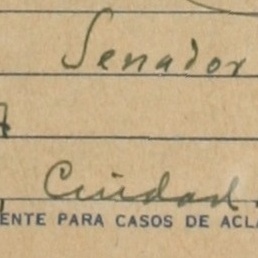 Senador
Ciudad.
ENTE PARA CASOS DE ACLA